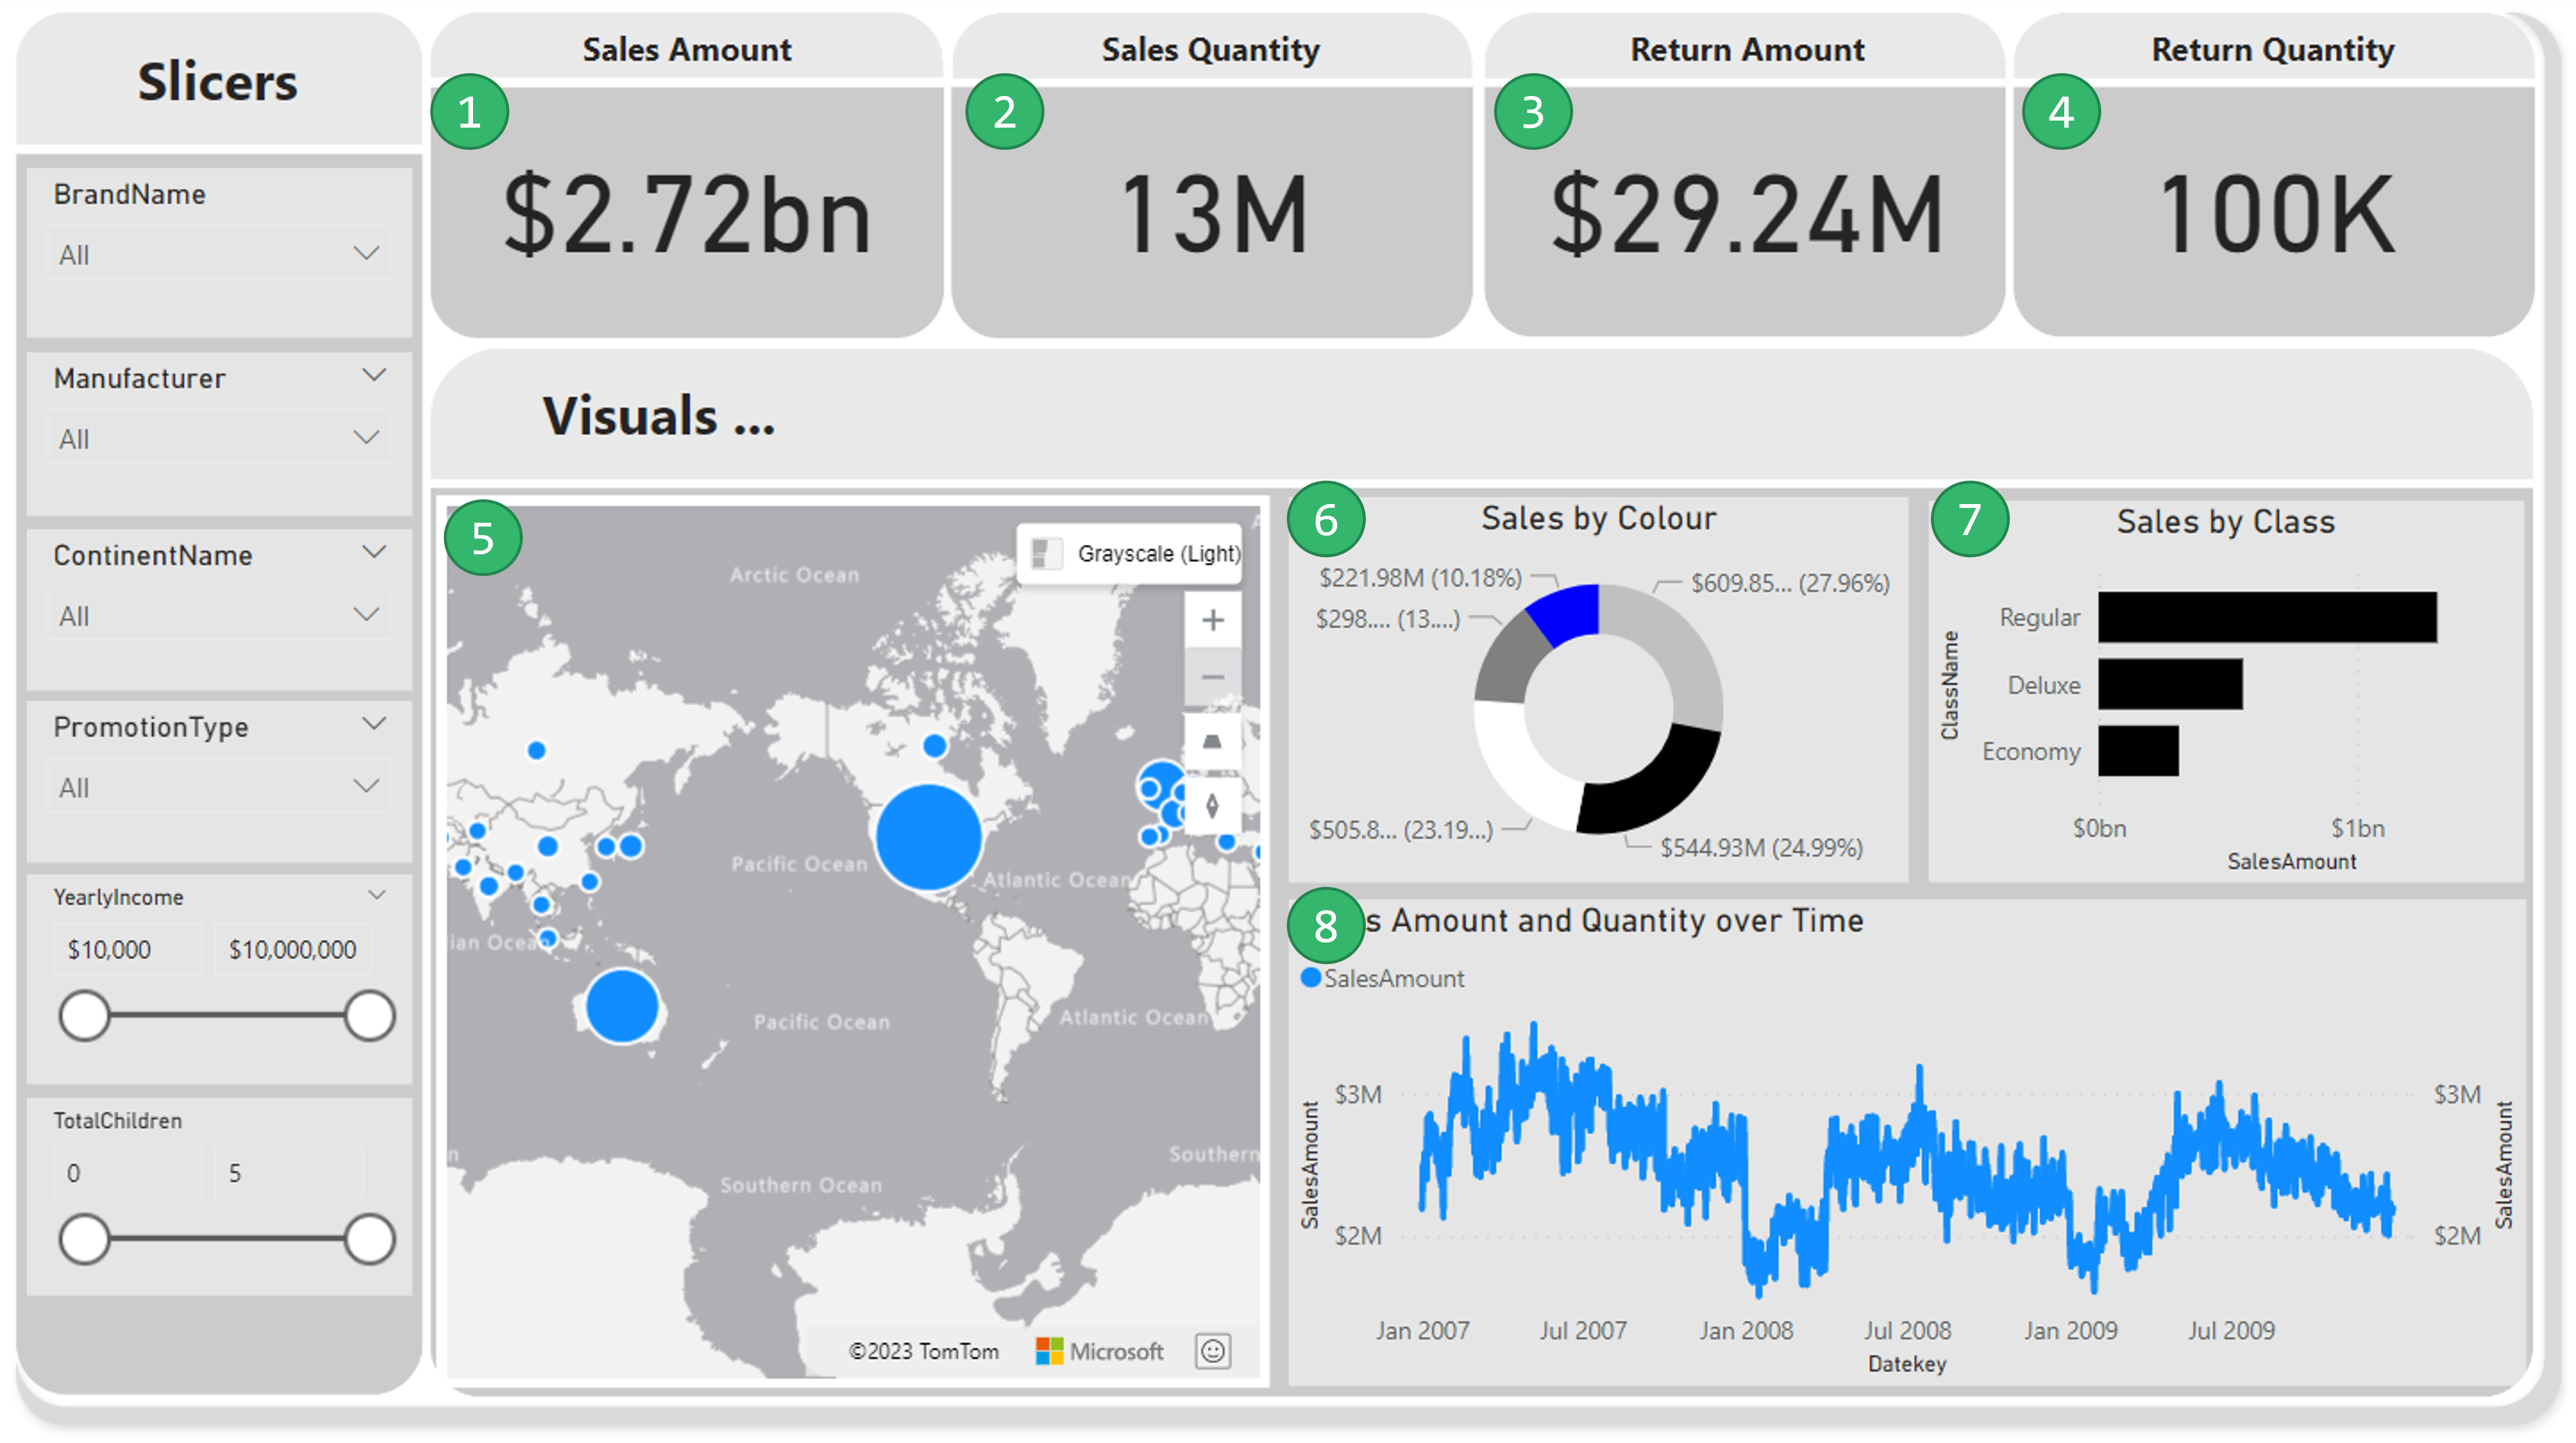 Slicers
BrandName
All
Manufacturer
All
ContinentName
All
PromotionType
All
YearlyIncome
$10,000 $10,000,000
TotalChildren
0 5
Sales Amount
1
$2.72bn
Sales Quantity
2
13M
Return Amount
3
$29.24M
Return Quantity
4
100K
Visuals ...
5
Grayscale (Light)
Arctic Ocean
Pacific Ocean
Atlantic Ocean
ian Ocean
Pacific Ocean
Atlantic Ocean
Southern
Southern Ocean
©2023 TomTom Microsoft
6
Sales by Colour
$221.98M (10.18%)
$609.85... (27.96%)
$298.... (13....)
$505.8... (23.19...)
$544.93M (24.99%)
7
Sales by Class
ClassName
Regular
Deluxe
Economy
$0bn $1bn
SalesAmount
8
s Amount and Quantity over Time
SalesAmount
SalesAmount
$3M
$2M
$3M
$2M
SalesAmount
Jan 2007 Jul 2007 Jan 2008 Jul 2008 Jan 2009 Jul 2009
Datekey